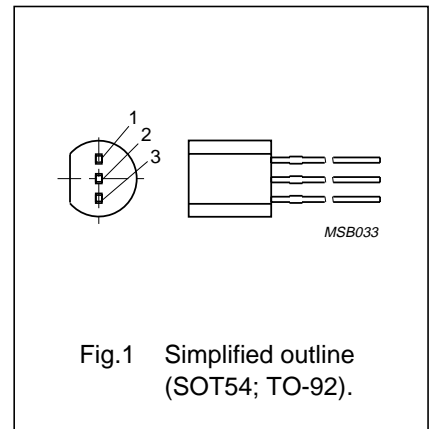 1
2
3
MSB033
Fig.1 Simplified outline
(SOT54; TO-92).